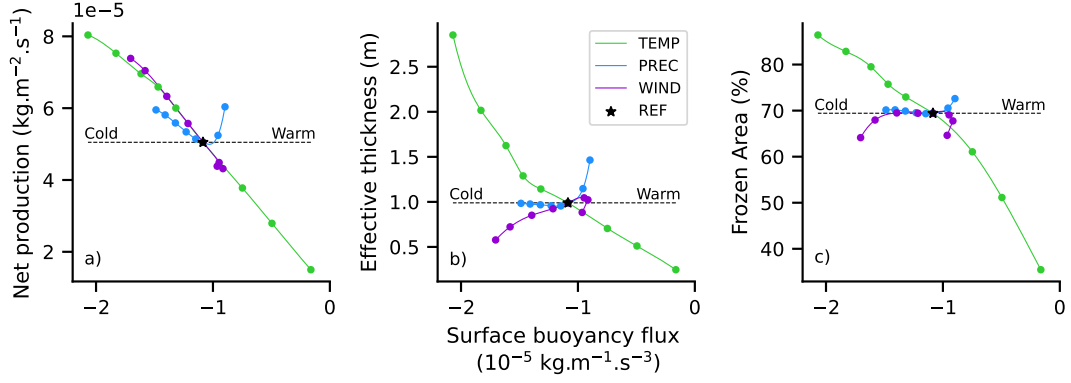 1e−5
Net production (kg.m⁻².s⁻¹)
8
6
4
2
Cold
Warm
a)
−2
−1
0
Effective thickness (m)
2.5
2.0
1.5
1.0
0.5
TEMP
PREC
WIND
REF
Cold
Warm
b)
−2
−1
0
Surface buoyancy flux
(10⁻⁵ kg.m⁻¹.s⁻³)
Frozen Area (%)
80
70
60
50
40
Cold
Warm
c)
−2
−1
0